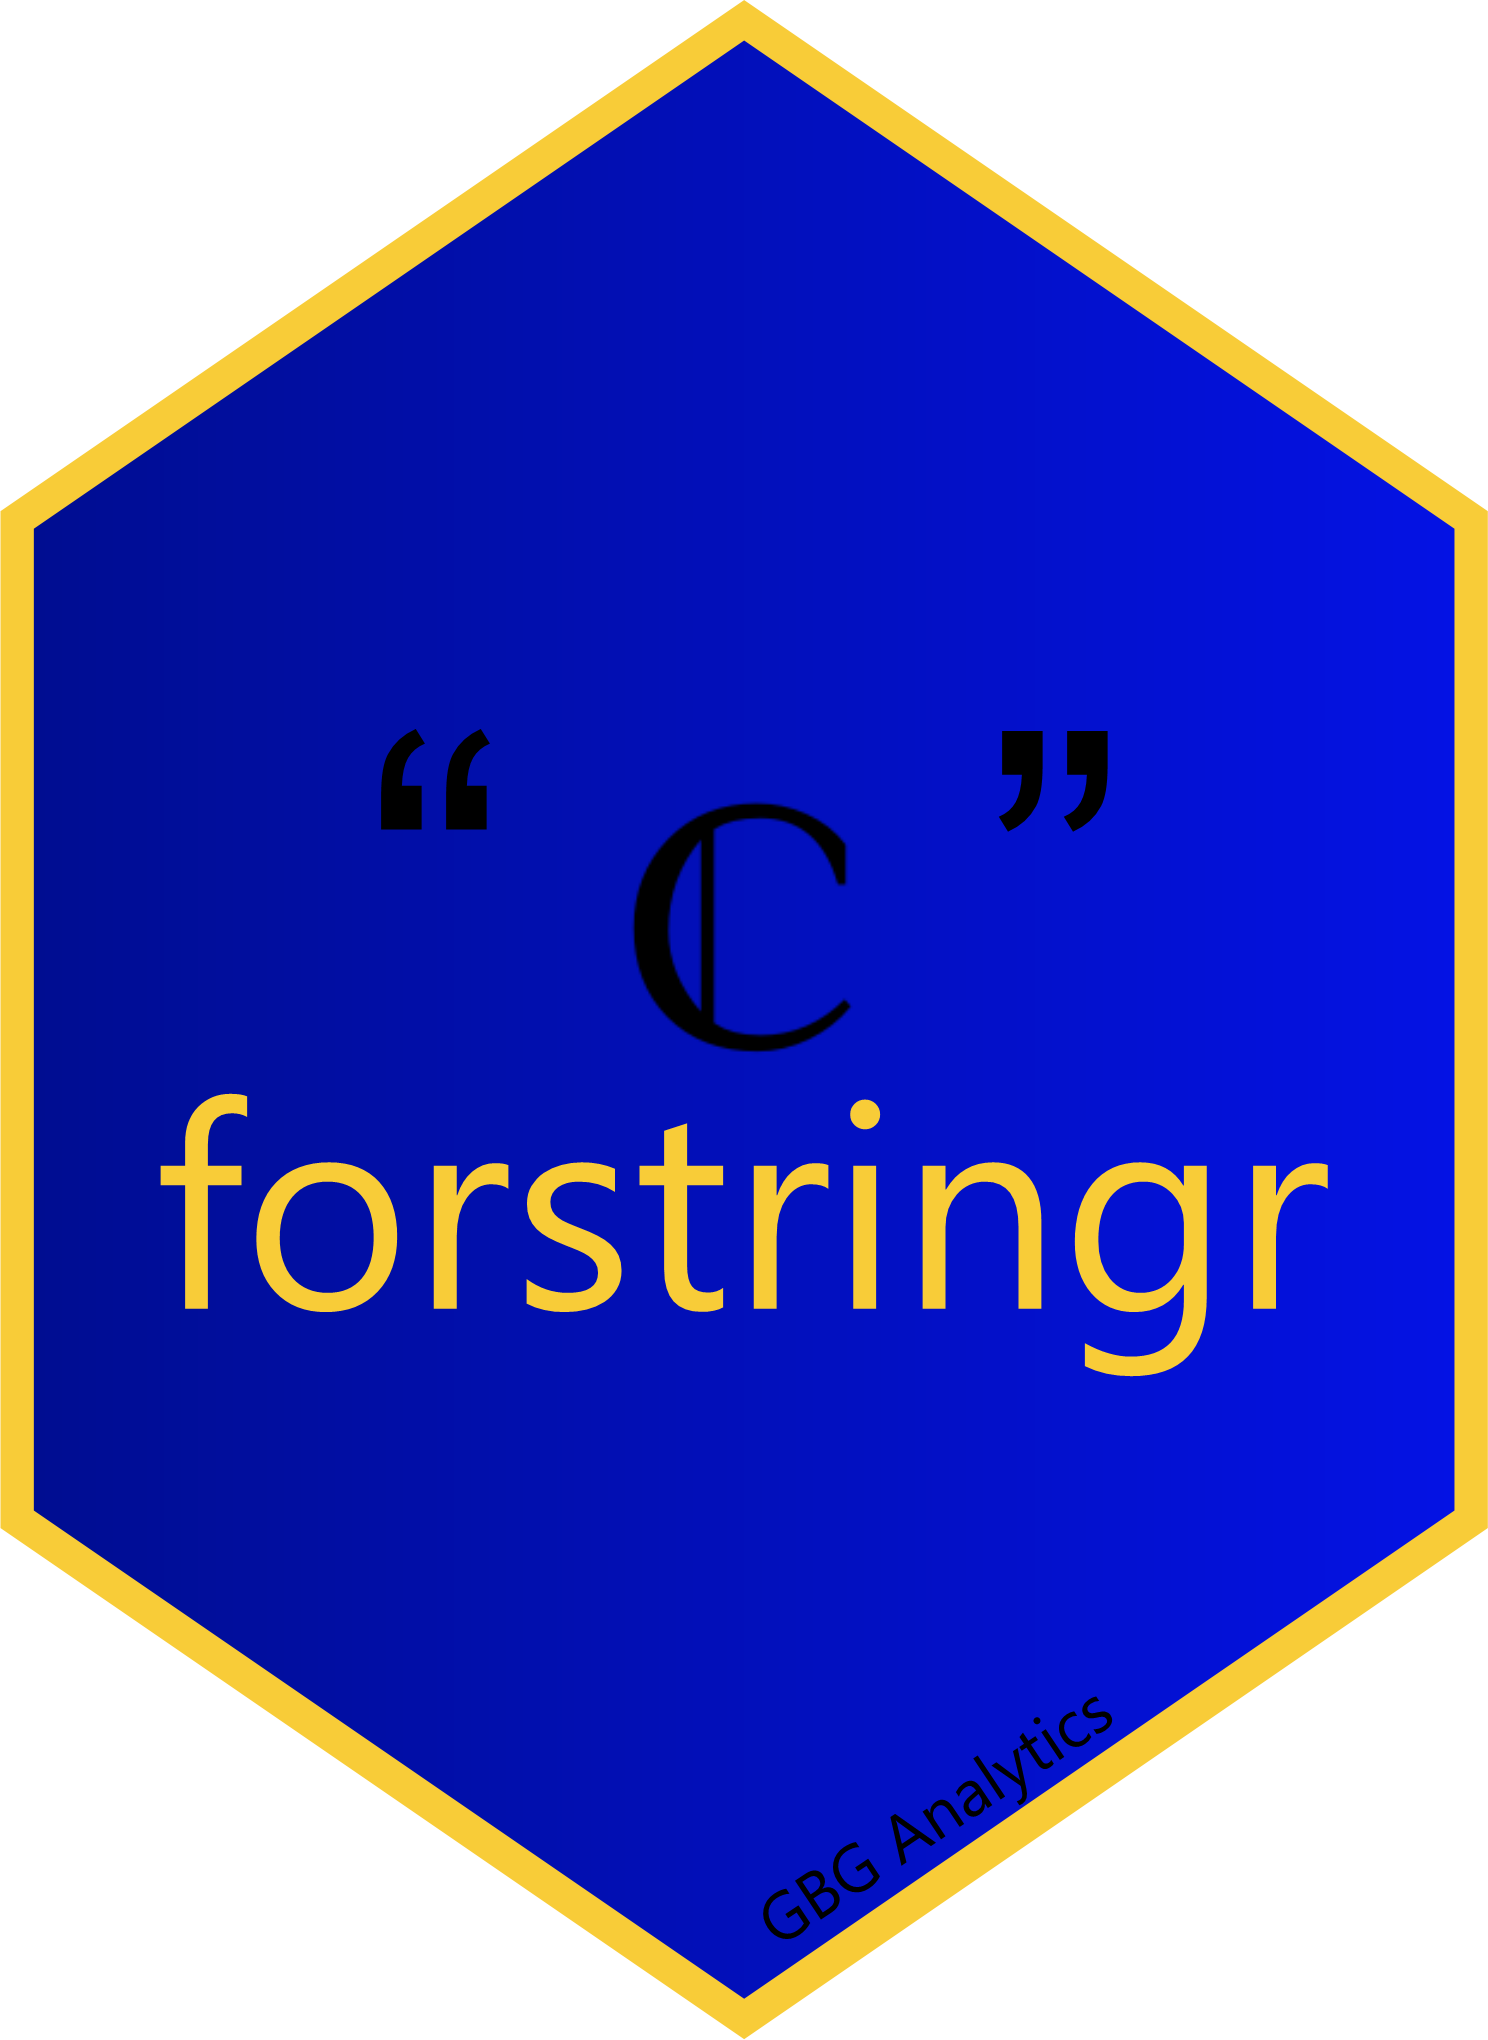 “ ℂ ”
forstringr
GBG Analytics